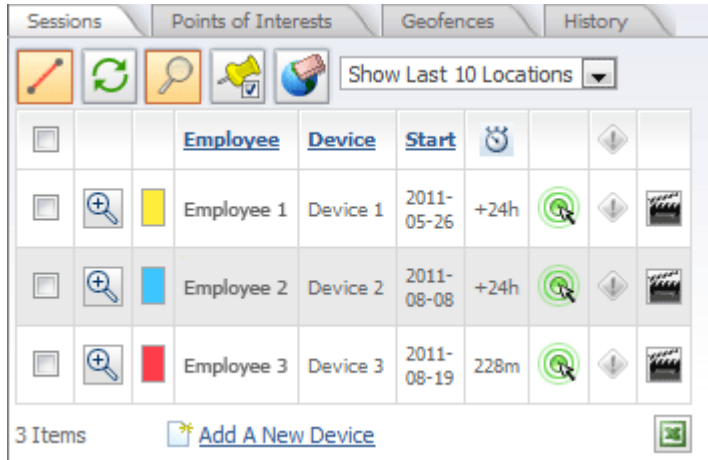 Sessions Points of Interests Geofences History
Show Last 10 Locations
Employee Device Start
Employee 1 Device 1 2011-05-26 +24h
Employee 2 Device 2 2011-08-08 +24h
Employee 3 Device 3 2011-08-19 228m
3 Items Add A New Device